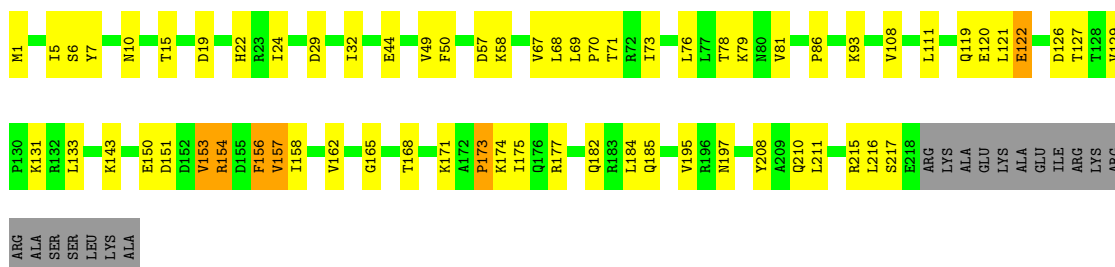 M1 I5 S6 Y7 N10 T15 D19 H22 R23 I24 D29 I32 E44 V49 F50 D57 K58 V67 L68 L69 P70 T71 R72 I73 L76 L77 T78 K79 N80 V81 P86 K93 V108 L111 Q119 E120 L121 E122 D126 T127 T128 V129
P130 K131 R132 L133 K143 E150 D151 D152 V153 R154 D155 F156 V157 I158 V162 G165 T168 K171 A172 P173 K174 I175 Q176 R177 Q182 R183 L184 Q185 V195 R196 N197 Y208 A209 Q210 L211 R215 L216 S217 E218 ARG LYS ALA GLU LYS ALA GLU ILE ARG LYS ARG
ARG ALA SER SER LEU LYS ALA